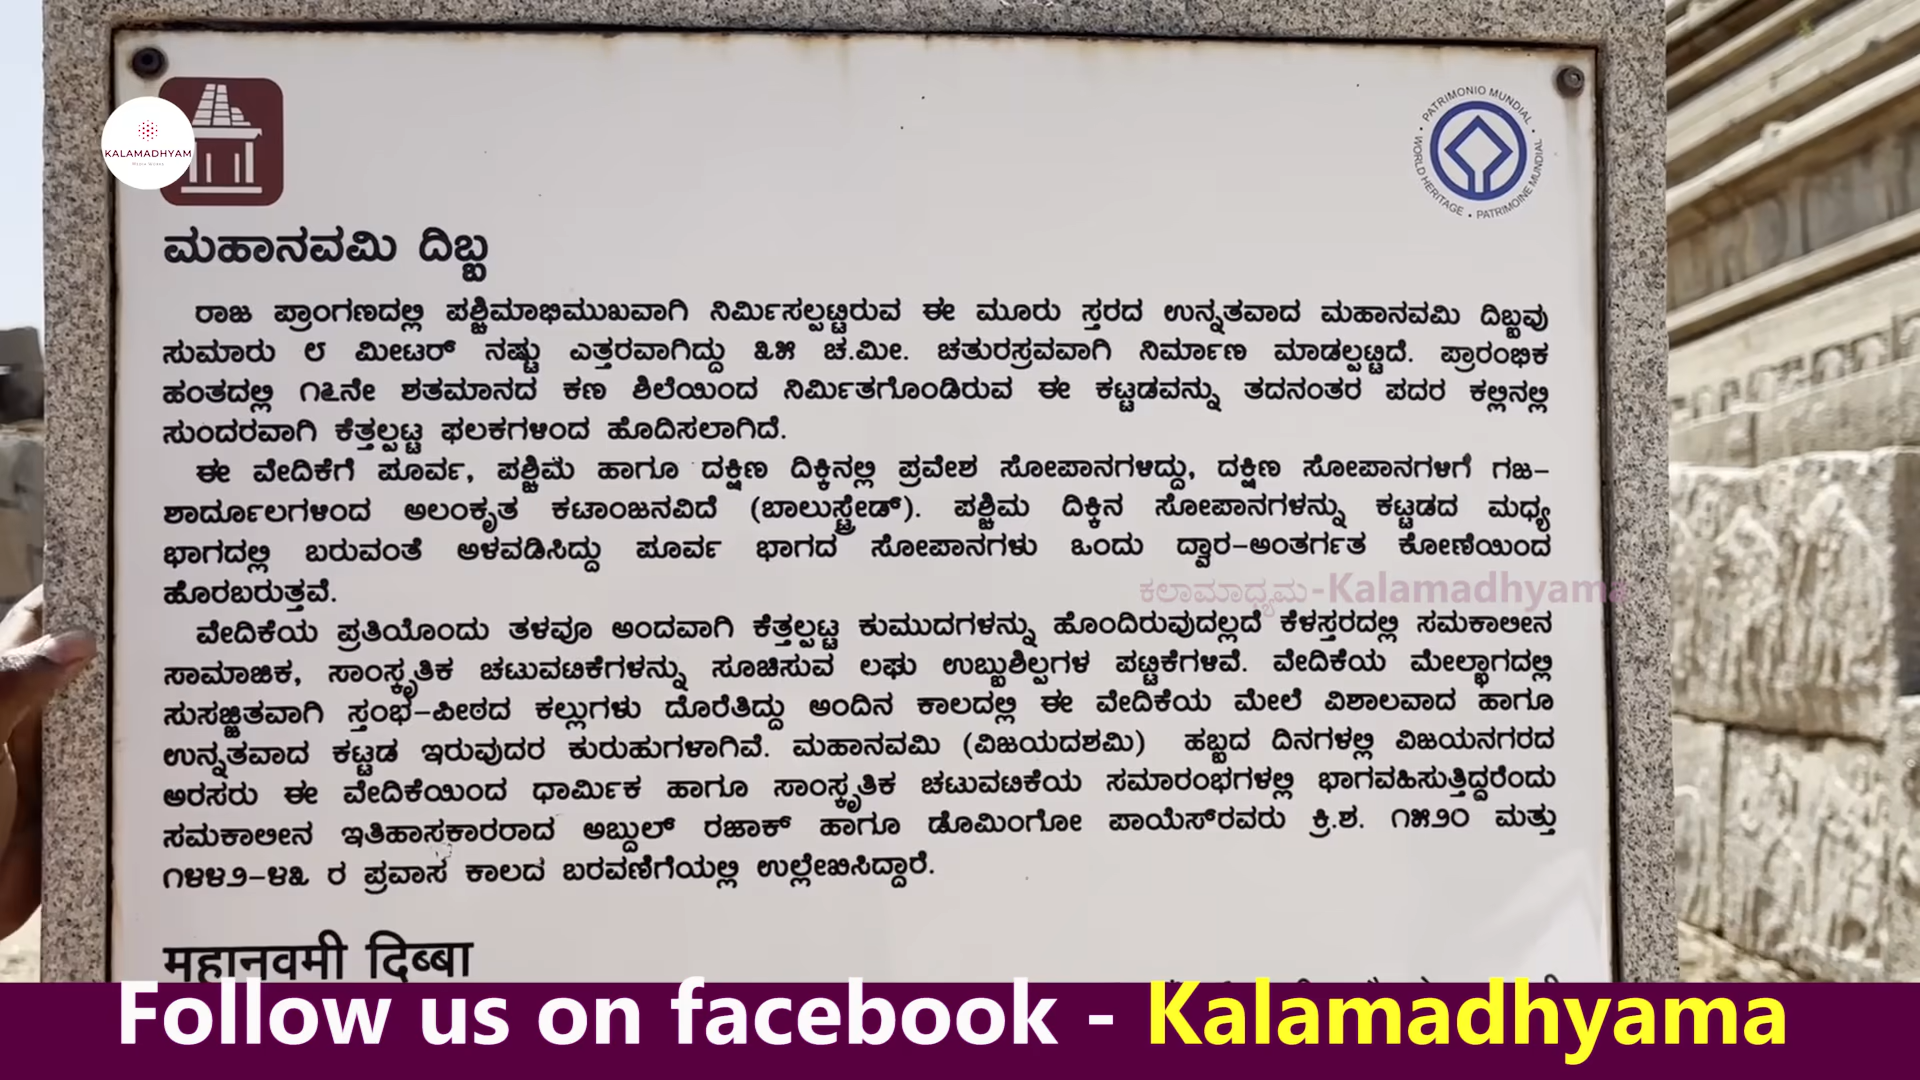 KALAMADHYAM
PATRIMONIO MUNDIAL • WORLD HERITAGE • PATRIMOINE MONDIAL
ಮಹಾನವಮಿ ದಿಬ್ಬ
ರಾಜ ಪ್ರಾಂಗಣದಲ್ಲಿ ಪಶ್ಚಿಮಾಭಿಮುಖವಾಗಿ ನಿರ್ಮಿಸಲ್ಪಟ್ಟಿರುವ ಈ ಮೂರು ಸ್ತರದ ಉನ್ನತವಾದ ಮಹಾನವಮಿ ದಿಬ್ಬವು
ಸುಮಾರು ೮ ಮೀಟರ್ ನಷ್ಟು ಎತ್ತರವಾಗಿದ್ದು ೩೫ ಚ.ಮೀ. ಚತುರಸ್ರವವಾಗಿ ನಿರ್ಮಾಣ ಮಾಡಲ್ಪಟ್ಟಿದೆ. ಪ್ರಾರಂಭಿಕ
ಹಂತದಲ್ಲಿ ೧೬ನೇ ಶತಮಾನದ ಕಣ ಶಿಲೆಯಿಂದ ನಿರ್ಮಿತಗೊಂಡಿರುವ ಈ ಕಟ್ಟಡವನ್ನು ತದನಂತರ ಪದರ ಕಲ್ಲಿನಲ್ಲಿ
ಸುಂದರವಾಗಿ ಕೆತ್ತಲ್ಪಟ್ಟ ಫಲಕಗಳಿಂದ ಹೊದಿಸಲಾಗಿದೆ.
ಈ ವೇದಿಕೆಗೆ ಪೂರ್ವ, ಪಶ್ಚಿಮ ಹಾಗೂ ದಕ್ಷಿಣ ದಿಕ್ಕಿನಲ್ಲಿ ಪ್ರವೇಶ ಸೋಪಾನಗಳಿದ್ದು, ದಕ್ಷಿಣ ಸೋಪಾನಗಳಿಗೆ ಗಜ-
ಶಾರ್ದೂಲಗಳಿಂದ ಅಲಂಕೃತ ಕಟಾಂಜನವಿದೆ (ಬಾಲುಸ್ಟ್ರೇಡ್). ಪಶ್ಚಿಮ ದಿಕ್ಕಿನ ಸೋಪಾನಗಳನ್ನು ಕಟ್ಟಡದ ಮಧ್ಯ
ಭಾಗದಲ್ಲಿ ಬರುವಂತೆ ಅಳವಡಿಸಿದ್ದು ಪೂರ್ವ ಭಾಗದ ಸೋಪಾನಗಳು ಒಂದು ದ್ವಾರ-ಅಂತರ್ಗತ ಕೋಣೆಯಿಂದ
ಹೊರಬರುತ್ತವೆ.
ಕಲಾಮಾಧ್ಯಮ-Kalamadhyama
ವೇದಿಕೆಯ ಪ್ರತಿಯೊಂದು ತಳವೂ ಅಂದವಾಗಿ ಕೆತ್ತಲ್ಪಟ್ಟ ಕುಮುದಗಳನ್ನು ಹೊಂದಿರುವುದಲ್ಲದೆ ಕೆಳಸ್ತರದಲ್ಲಿ ಸಮಕಾಲೀನ
ಸಾಮಾಜಿಕ, ಸಾಂಸ್ಕೃತಿಕ ಚಟುವಟಿಕೆಗಳನ್ನು ಸೂಚಿಸುವ ಲಘು ಉಬ್ಬುಶಿಲ್ಪಗಳ ಪಟ್ಟಿಕೆಗಳಿವೆ. ವೇದಿಕೆಯ ಮೇಲ್ಭಾಗದಲ್ಲಿ
ಸುಸಜ್ಜಿತವಾಗಿ ಸ್ತಂಭ-ಪೀಠದ ಕಲ್ಲುಗಳು ದೊರೆತಿದ್ದು ಅಂದಿನ ಕಾಲದಲ್ಲಿ ಈ ವೇದಿಕೆಯ ಮೇಲೆ ವಿಶಾಲವಾದ ಹಾಗೂ
ಉನ್ನತವಾದ ಕಟ್ಟಡ ಇರುವುದರ ಕುರುಹುಗಳಾಗಿವೆ. ಮಹಾನವಮಿ (ವಿಜಯದಶಮಿ) ಹಬ್ಬದ ದಿನಗಳಲ್ಲಿ ವಿಜಯನಗರದ
ಅರಸರು ಈ ವೇದಿಕೆಯಿಂದ ಧಾರ್ಮಿಕ ಹಾಗೂ ಸಾಂಸ್ಕೃತಿಕ ಚಟುವಟಿಕೆಯ ಸಮಾರಂಭಗಳಲ್ಲಿ ಭಾಗವಹಿಸುತ್ತಿದ್ದರೆಂದು
ಸಮಕಾಲೀನ ಇತಿಹಾಸಕಾರರಾದ ಅಬ್ದುಲ್ ರಜಾಕ್ ಹಾಗೂ ಡೊಮಿಂಗೋ ಪಾಯೆಸ್‌ರವರು ಕ್ರಿ.ಶ. ೧೫೨೦ ಮತ್ತು
೧೪೪೨-೪೩ ರ ಪ್ರವಾಸ ಕಾಲದ ಬರವಣಿಗೆಯಲ್ಲಿ ಉಲ್ಲೇಖಿಸಿದ್ದಾರೆ.
महानवमी दिब्बा
Follow us on facebook - Kalamadhyama